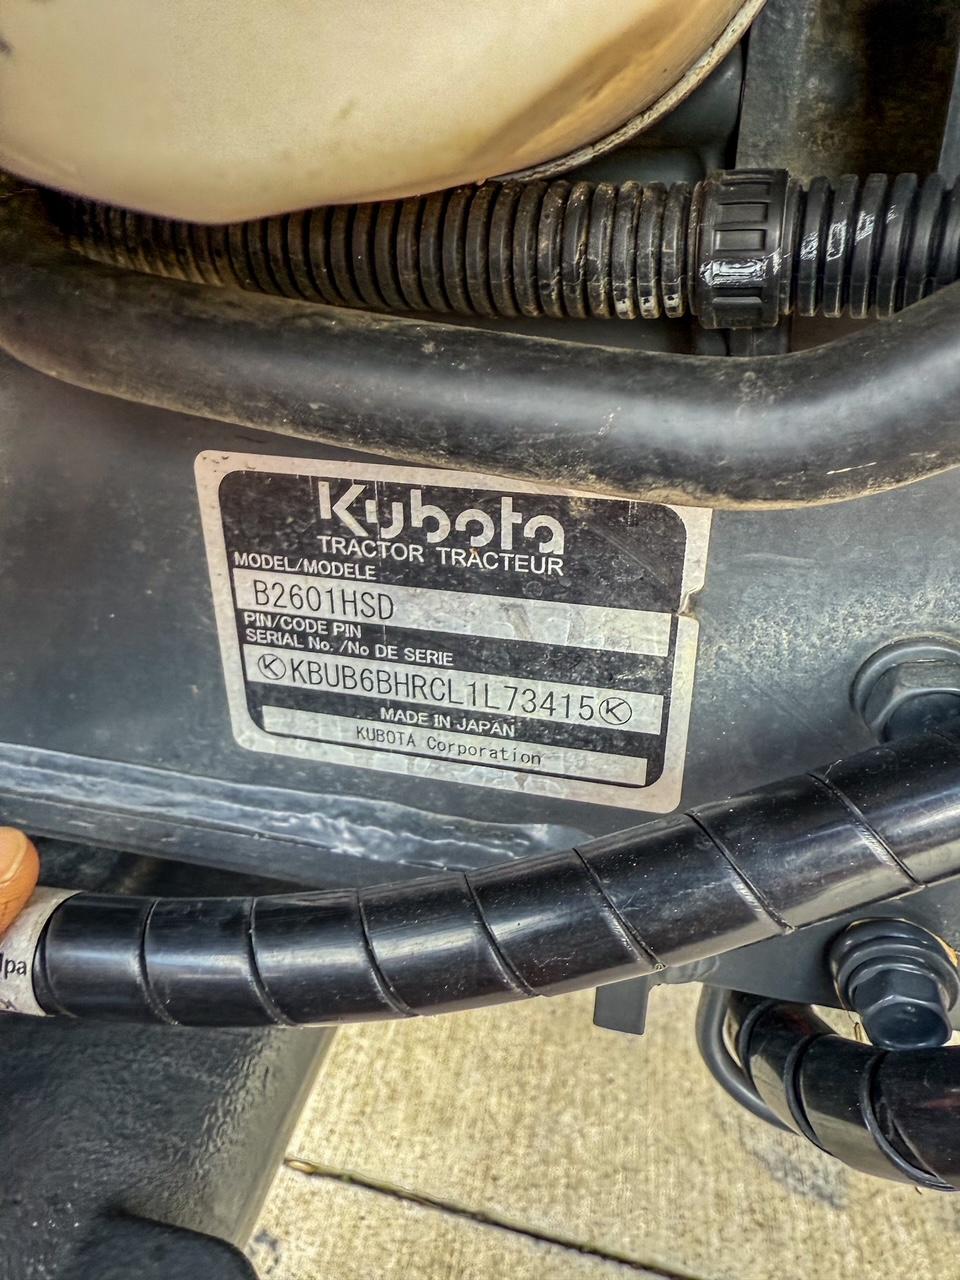 Kubota
TRACTOR TRACTEUR
MODEL/MODELE
B2601HSD
PIN/CODE PIN
SERIAL No. /No DE SERIE
KBUB6BHRCL1L73415
MADE IN JAPAN
KUBOTA Corporation